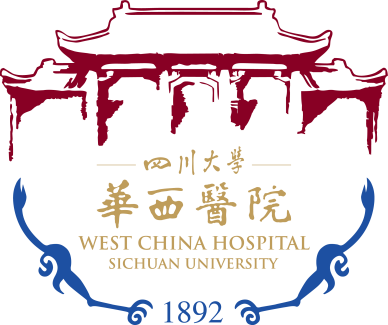 四川大學
華西醫院
WEST CHINA HOSPITAL
SICHUAN UNIVERSITY
1892